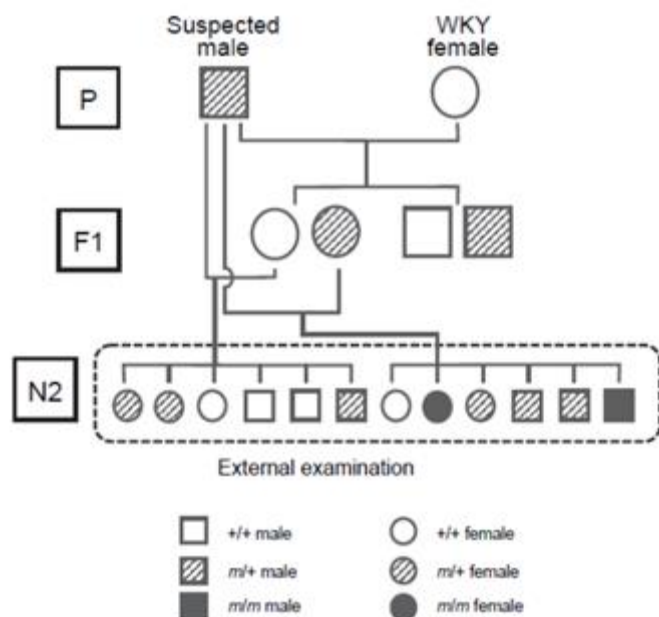 Suspected male
WKY female
P
F1
N2
External examination
+/+ male
+/+ female
m/+ male
m/+ female
m/m male
m/m female